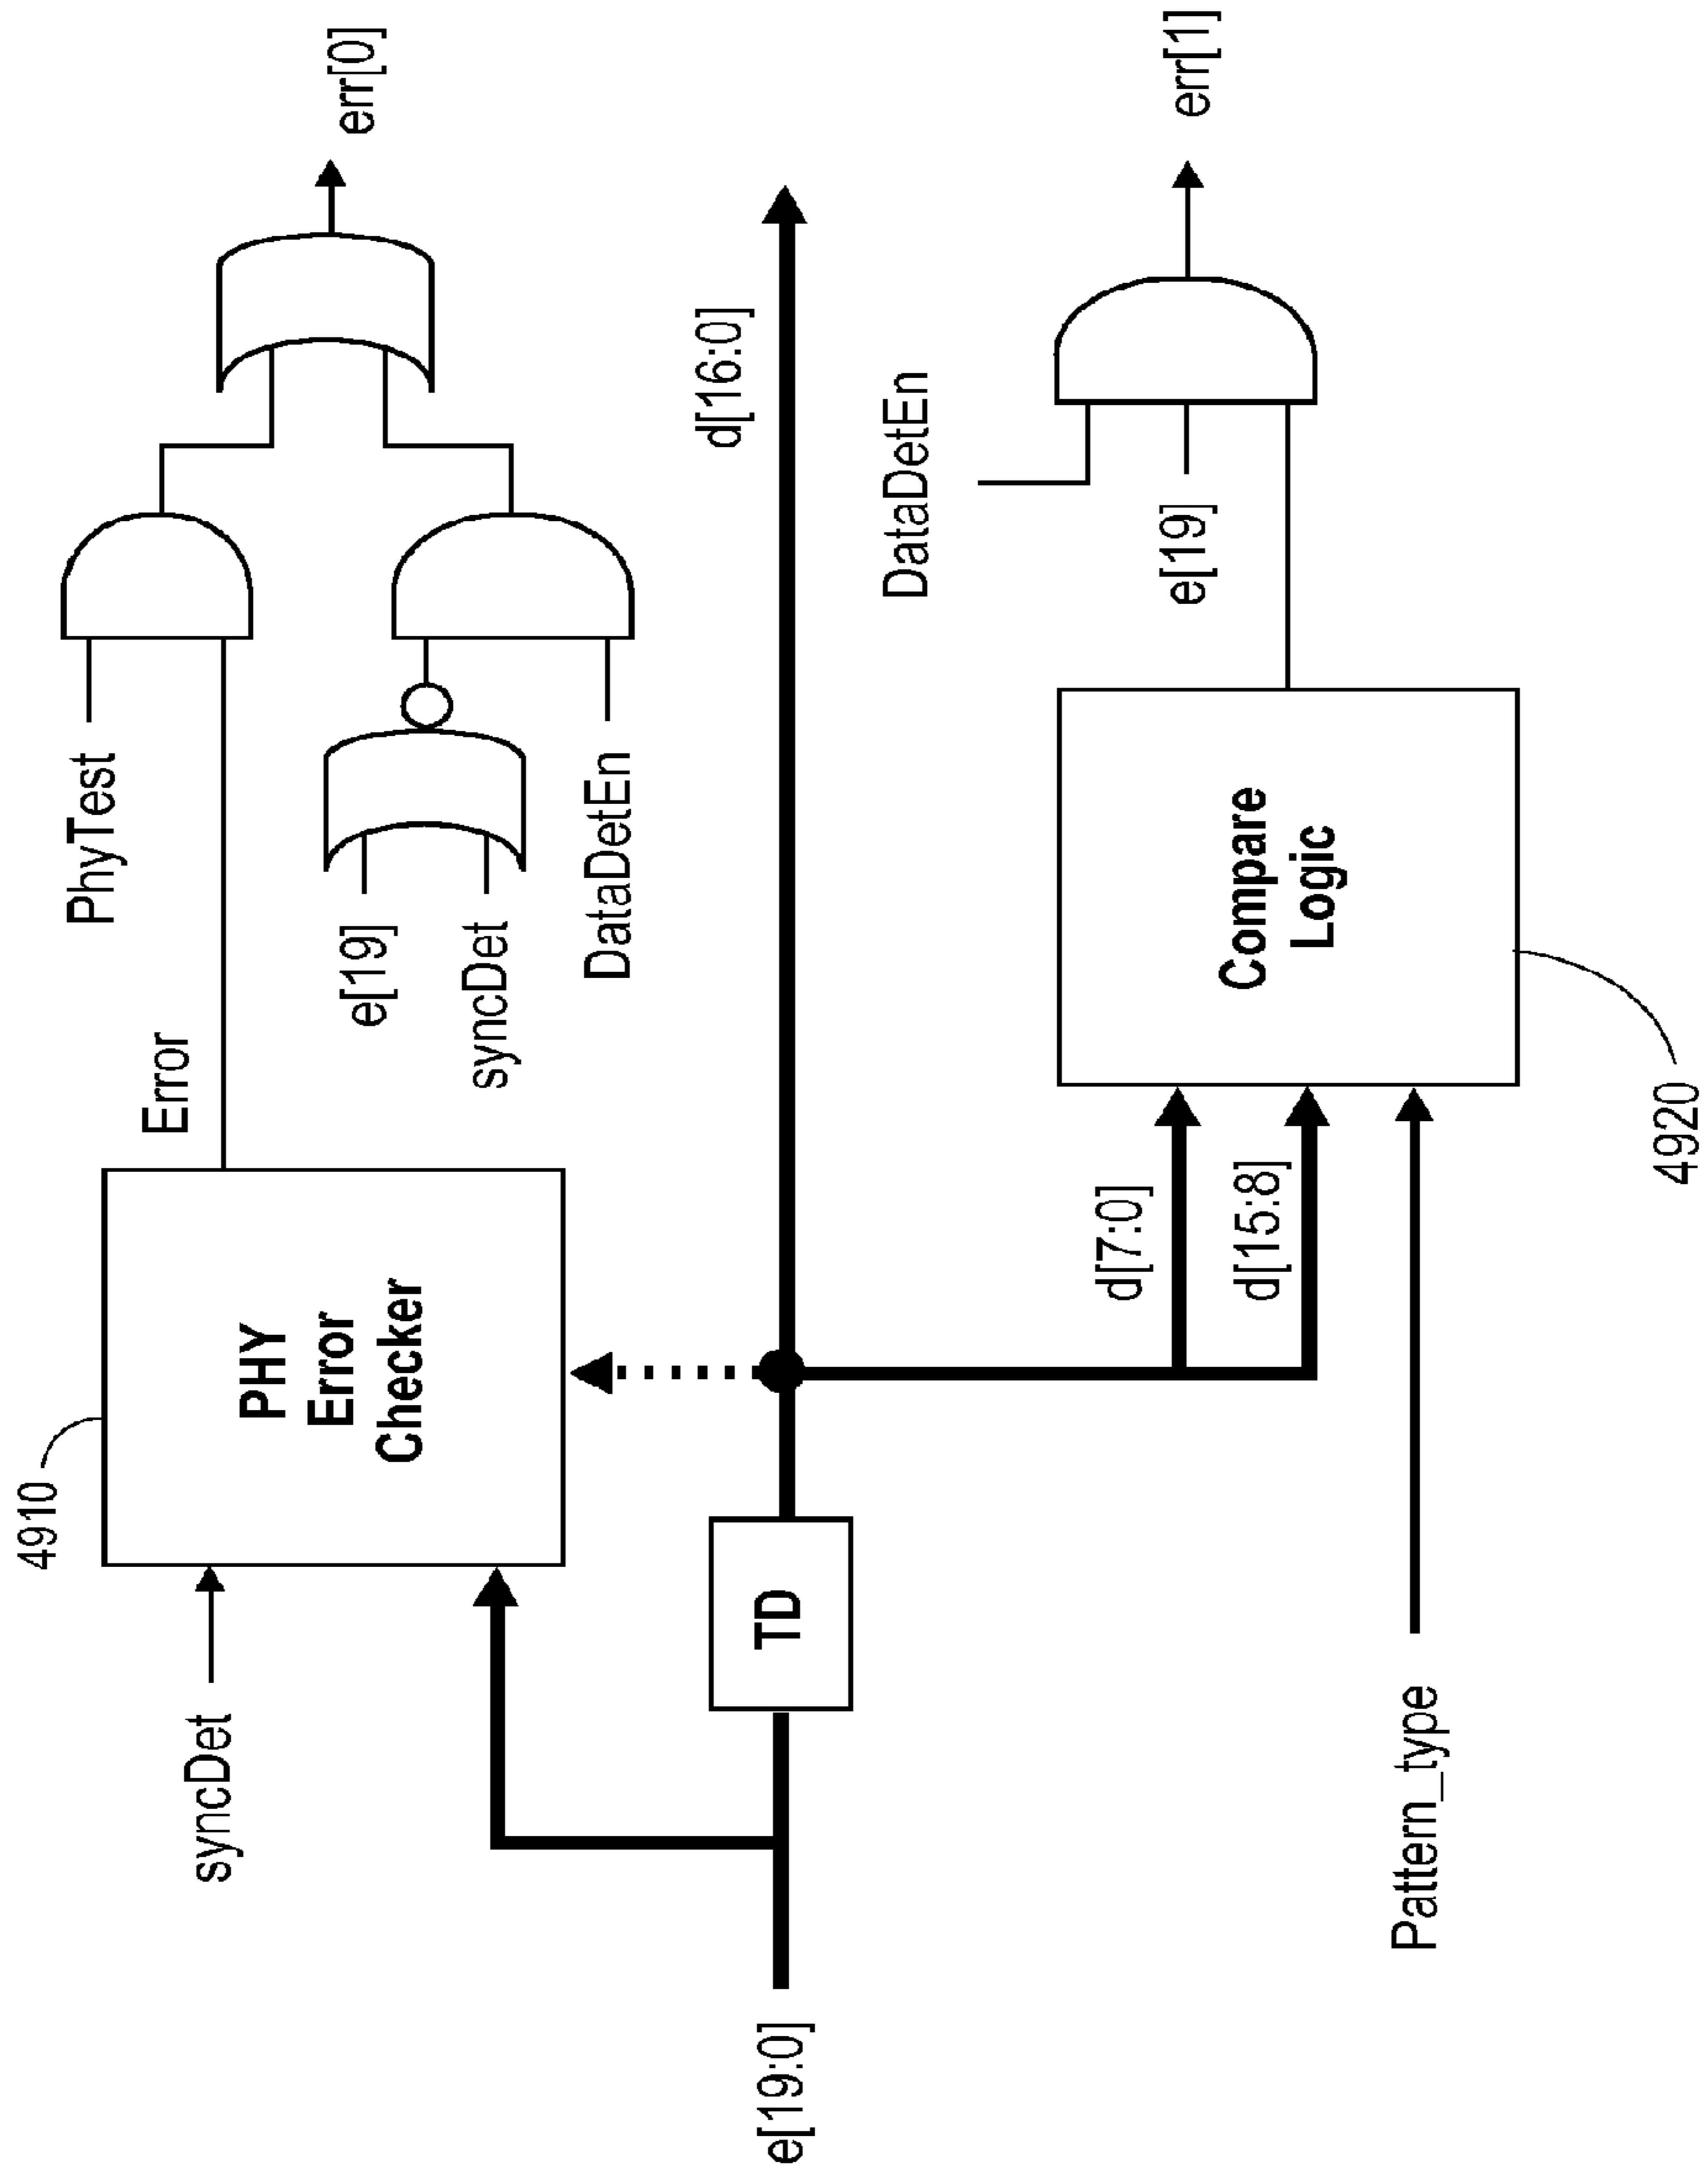 4910
syncDet
PHY
Error
Checker
Error
PhyTest
e[19]
syncDet
DataDetEn
err[0]
e[19:0]
TD
d[16:0]
d[7:0]
d[15:8]
Pattern_type
Compare
Logic
4920
DataDetEn
e[19]
err[1]